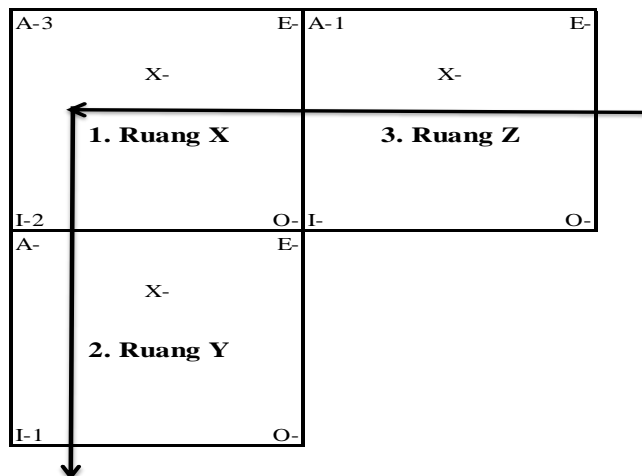 A-3 E- A-1 E-
X- X-
1. Ruang X 3. Ruang Z
I-2 O- I- O-
A- E-
X-
2. Ruang Y
I-1 O-